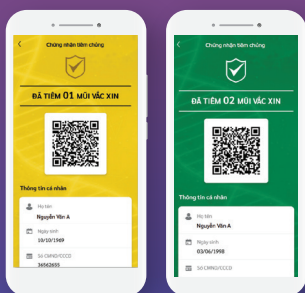 Chứng nhận tiêm chủng
ĐÃ TIÊM 01 MŨI VẮC XIN
Thông tin cá nhân
Họ tên
Nguyễn Văn A
Ngày sinh
10/10/1969
Số CMND/CCCD
36562655
Chứng nhận tiêm chủng
ĐÃ TIÊM 02 MŨI VẮC XIN
Thông tin cá nhân
Họ tên
Nguyễn Văn A
Ngày sinh
03/06/1998
Số CMND/CCCD